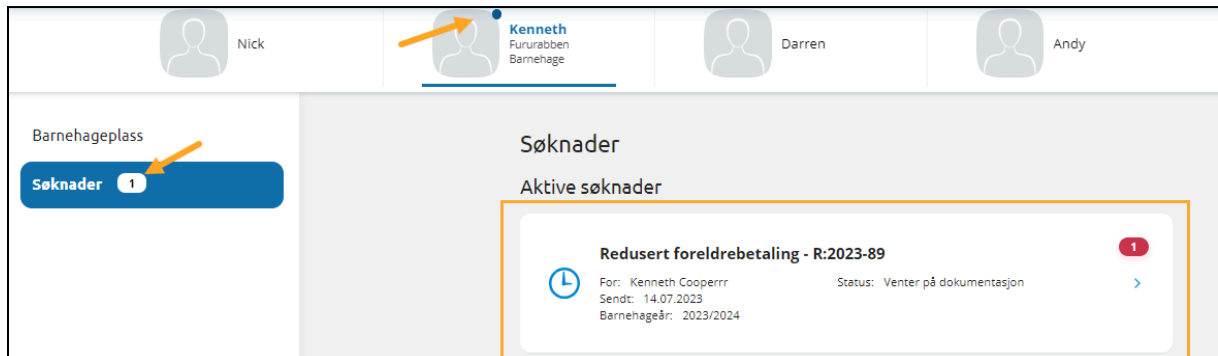 Nick
Kenneth
Fururabben
Barnehage
Darren
Andy
Barnehageplass
Søknader 1
Søknader
Aktive søknader
Redusert foreldrebetaling - R:2023-89
1
For: Kenneth Cooperrr Status: Venter på dokumentasjon
Sendt: 14.07.2023
Barnehageår: 2023/2024